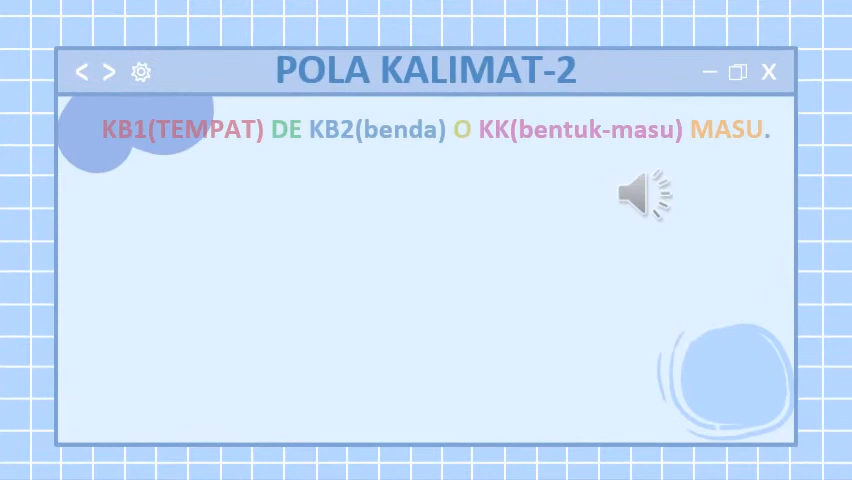 POLA KALIMAT-2
KB1(TEMPAT) DE KB2(benda) O KK(bentuk-masu) MASU.